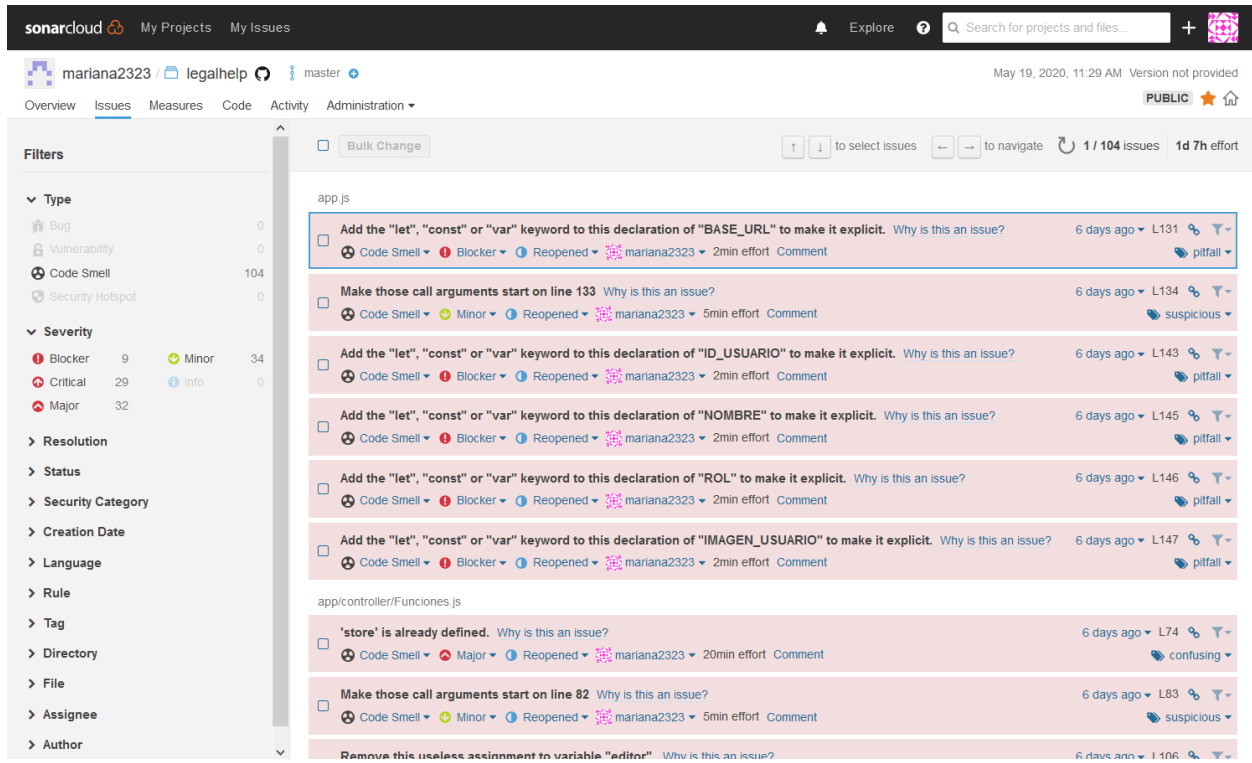 sonarcloud My Projects My Issues Explore ? Search for projects and files... +
mariana2323 / legalhelp master May 19, 2020, 11:29 AM Version not provided
Overview Issues Measures Code Activity Administration PUBLIC
Filters
Type
Bug 0
Vulnerability 0
Code Smell 104
Security Hotspot 0
Severity
Blocker 9 Minor 34
Critical 29 Info 0
Major 32
Resolution
Status
Security Category
Creation Date
Language
Rule
Tag
Directory
File
Assignee
Author
Bulk Change ↑ ↓ to select issues ← → to navigate 1 / 104 issues 1d 7h effort
app.js
Add the "let", "const" or "var" keyword to this declaration of "BASE_URL" to make it explicit. Why is this an issue? 6 days ago L131
Code Smell Blocker Reopened mariana2323 2min effort Comment pitfall
Make those call arguments start on line 133 Why is this an issue? 6 days ago L134
Code Smell Minor Reopened mariana2323 5min effort Comment suspicious
Add the "let", "const" or "var" keyword to this declaration of "ID_USUARIO" to make it explicit. Why is this an issue? 6 days ago L143
Code Smell Blocker Reopened mariana2323 2min effort Comment pitfall
Add the "let", "const" or "var" keyword to this declaration of "NOMBRE" to make it explicit. Why is this an issue? 6 days ago L145
Code Smell Blocker Reopened mariana2323 2min effort Comment pitfall
Add the "let", "const" or "var" keyword to this declaration of "ROL" to make it explicit. Why is this an issue? 6 days ago L146
Code Smell Blocker Reopened mariana2323 2min effort Comment pitfall
Add the "let", "const" or "var" keyword to this declaration of "IMAGEN_USUARIO" to make it explicit. Why is this an issue? 6 days ago L147
Code Smell Blocker Reopened mariana2323 2min effort Comment pitfall
app/controller/Funciones.js
'store' is already defined. Why is this an issue? 6 days ago L74
Code Smell Major Reopened mariana2323 20min effort Comment confusing
Make those call arguments start on line 82 Why is this an issue? 6 days ago L83
Code Smell Minor Reopened mariana2323 5min effort Comment suspicious
Remove this useless assignment to variable "editor". Why is this an issue? 6 days ago L106